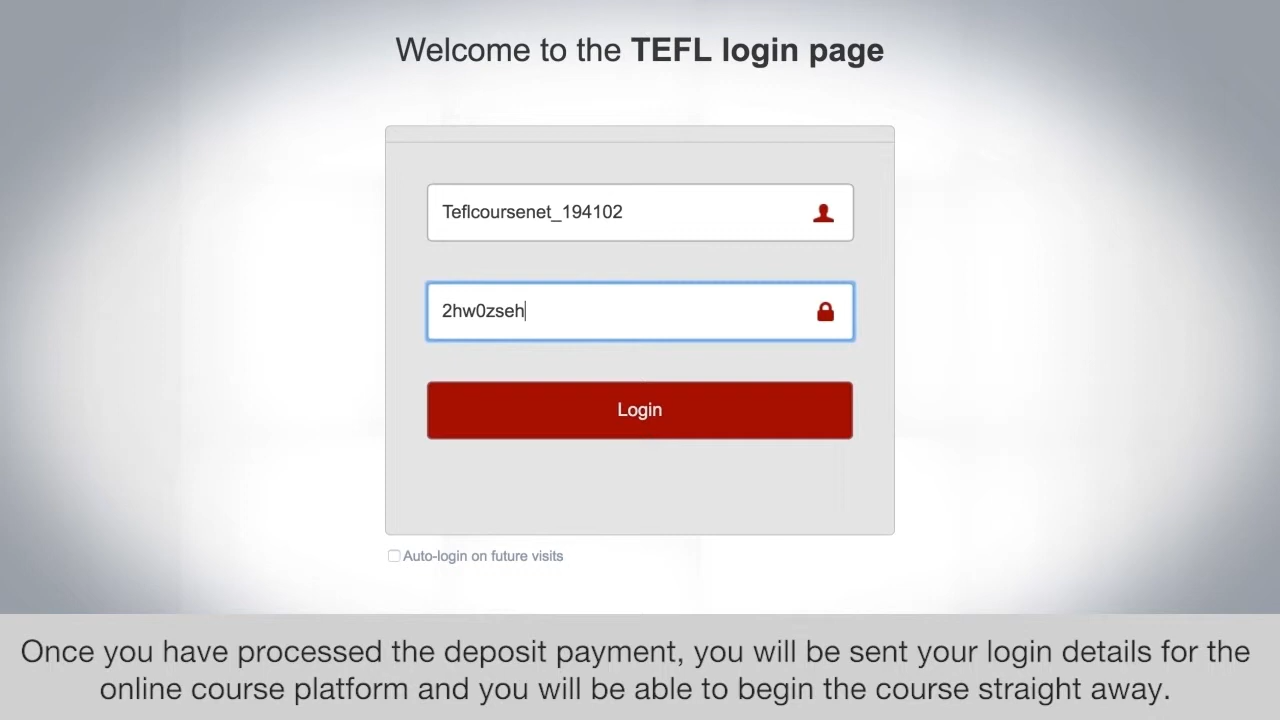 Welcome to the TEFL login page
Teflcoursenet_194102
2hw0zseh
Login
Auto-login on future visits
Once you have processed the deposit payment, you will be sent your login details for the
online course platform and you will be able to begin the course straight away.